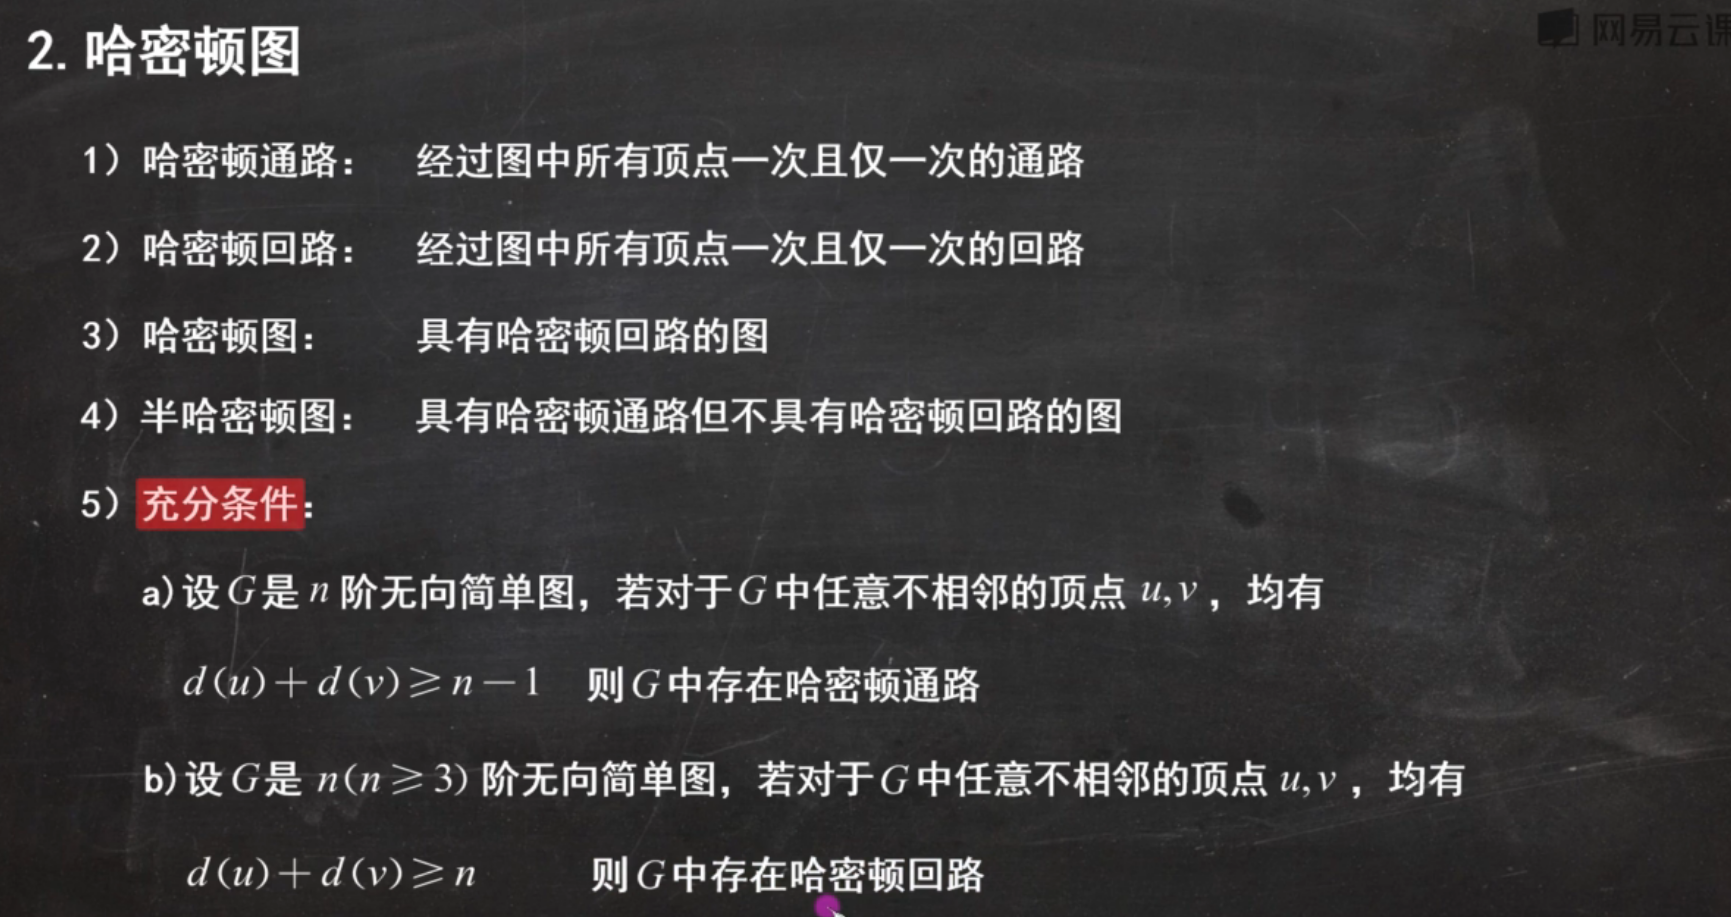 网易云课
2. 哈密顿图
1) 哈密顿通路： 经过图中所有顶点一次且仅一次的通路
2) 哈密顿回路： 经过图中所有顶点一次且仅一次的回路
3) 哈密顿图： 具有哈密顿回路的图
4) 半哈密顿图： 具有哈密顿通路但不具有哈密顿回路的图
5) 充分条件：
a) 设 G 是 n 阶无向简单图，若对于 G 中任意不相邻的顶点 u,v ，均有
d(u)+d(v)≥n−1 则 G 中存在哈密顿通路
b) 设 G 是 n(n≥3) 阶无向简单图，若对于 G 中任意不相邻的顶点 u,v ，均有
d(u)+d(v)≥n 则 G 中存在哈密顿回路